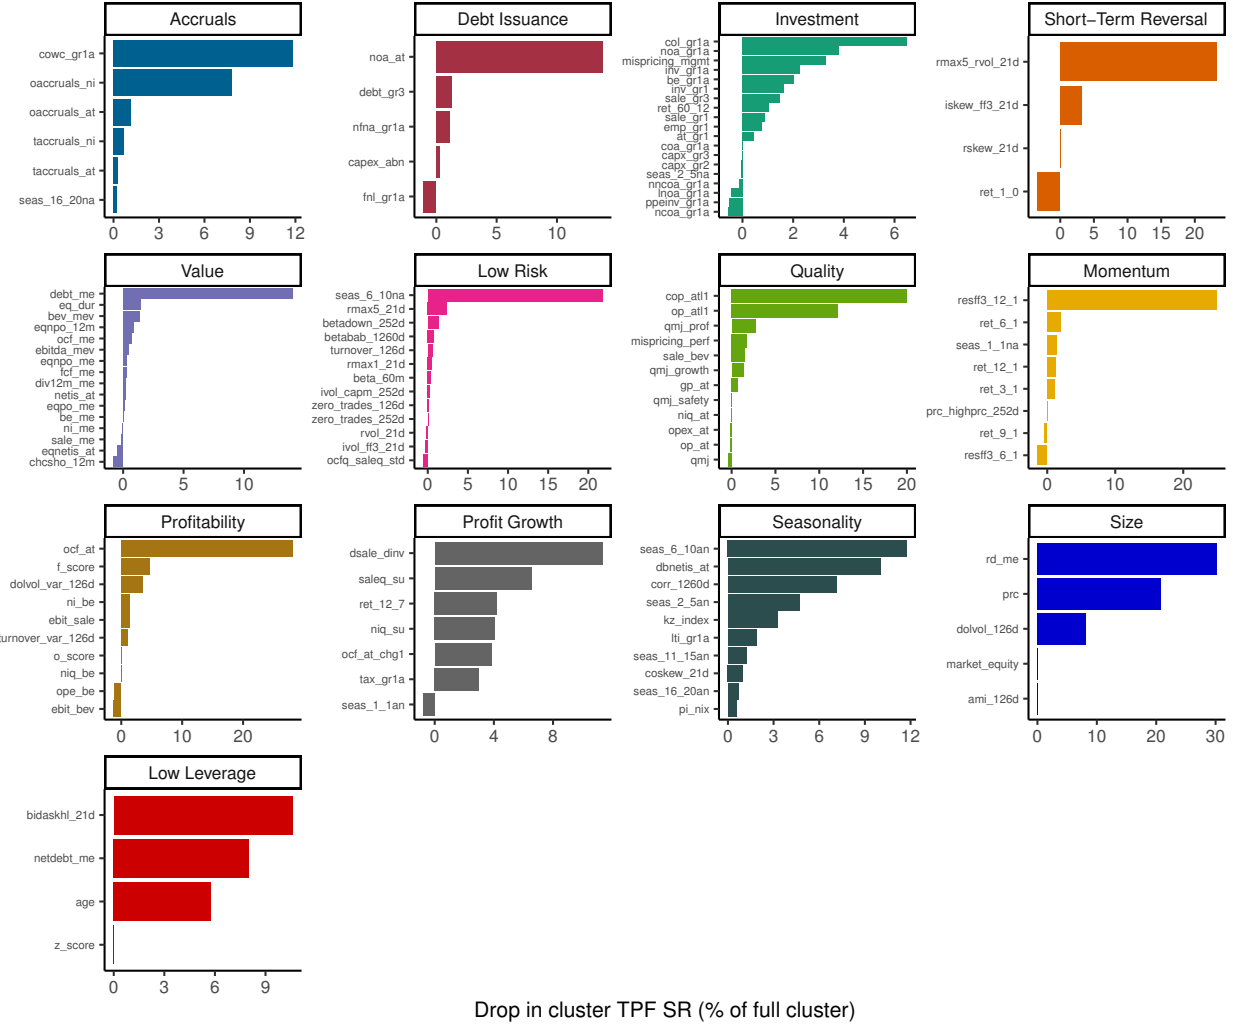 Accruals
cowc_gr1a
oaccruals_ni
oaccruals_at
taccruals_ni
taccruals_at
seas_16_20na
0 3 6 9 12
Debt Issuance
noa_at
debt_gr3
nfna_gr1a
capex_abn
fnl_gr1a
0 5 10
Investment
col_gr1a
noa_gr1a
mispricing_mgmt
inv_gr1a
be_gr1a
inv_gr1
sale_gr3
ret_60_12
sale_gr1
emp_gr1
at_gr1
coa_gr1a
capx_gr3
capx_gr2
seas_2_5na
nncoa_gr1a
lnoa_gr1a
ppeinv_gr1a
ncoa_gr1a
0 2 4 6
Short−Term Reversal
rmax5_rvol_21d
iskew_ff3_21d
rskew_21d
ret_1_0
0 5 10 15 20
Value
debt_me
eq_dur
bev_mev
eqnpo_12m
ocf_me
ebitda_mev
eqnpo_me
fcf_me
div12m_me
netis_at
eqpo_me
be_me
ni_me
sale_me
eqnetis_at
chcsho_12m
0 5 10
Low Risk
seas_6_10na
rmax5_21d
betadown_252d
betabab_1260d
turnover_126d
rmax1_21d
beta_60m
ivol_capm_252d
zero_trades_126d
zero_trades_252d
rvol_21d
ivol_ff3_21d
ocfq_saleq_std
0 5 10 15 20
Quality
cop_atl1
op_atl1
qmj_prof
mispricing_perf
sale_bev
qmj_growth
gp_at
qmj_safety
niq_at
opex_at
op_at
qmj
0 5 10 15 20
Momentum
resff3_12_1
ret_6_1
seas_1_1na
ret_12_1
ret_3_1
prc_highprc_252d
ret_9_1
resff3_6_1
0 10 20
Profitability
ocf_at
f_score
dolvol_var_126d
ni_be
ebit_sale
turnover_var_126d
o_score
niq_be
ope_be
ebit_bev
0 10 20
Profit Growth
dsale_dinv
saleq_su
ret_12_7
niq_su
ocf_at_chg1
tax_gr1a
seas_1_1an
0 4 8
Seasonality
seas_6_10an
dbnetis_at
corr_1260d
seas_2_5an
kz_index
lti_gr1a
seas_11_15an
coskew_21d
seas_16_20an
pi_nix
0 3 6 9 12
Size
rd_me
prc
dolvol_126d
market_equity
ami_126d
0 10 20 30
Low Leverage
bidaskhl_21d
netdebt_me
age
z_score
0 3 6 9
Drop in cluster TPF SR (% of full cluster)